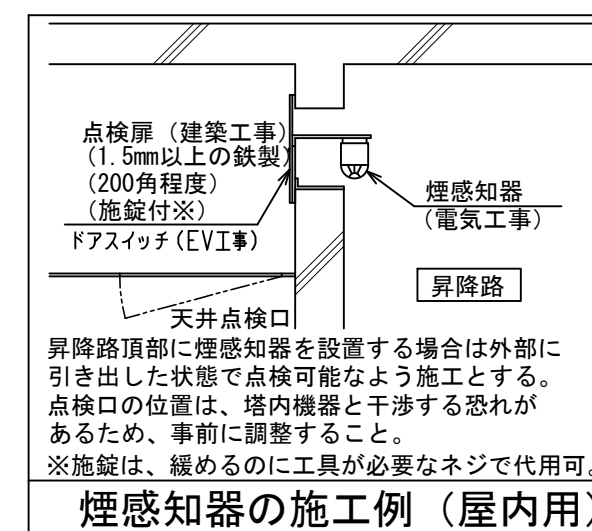 点検扉（建築工事）
(1.5mm以上の鉄製)
(200角程度)
(施錠付※)
ドアスイッチ(EV工事)
煙感知器
(電気工事)
昇降路
天井点検口
昇降路頂部に煙感知器を設置する場合は外部に
引き出した状態で点検可能なよう施工とする。
点検口の位置は、塔内機器と干渉する恐れが
あるため、事前に調整すること。
※施錠は、緩めるのに工具が必要なネジで代用可。
煙感知器の施工例（屋内用）